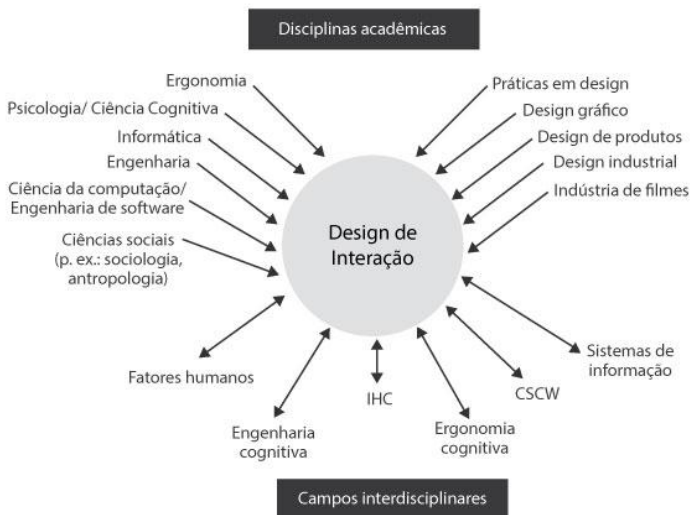 Disciplinas acadêmicas
Ergonomia
Psicologia/ Ciência Cognitiva
Informática
Engenharia
Ciência da computação/
Engenharia de software
Ciências sociais
(p. ex.: sociologia,
antropologia)
Práticas em design
Design gráfico
Design de produtos
Design industrial
Indústria de filmes
Design de
Interação
Fatores humanos
Engenharia
cognitiva
IHC
Ergonomia
cognitiva
CSCW
Sistemas de
informação
Campos interdisciplinares